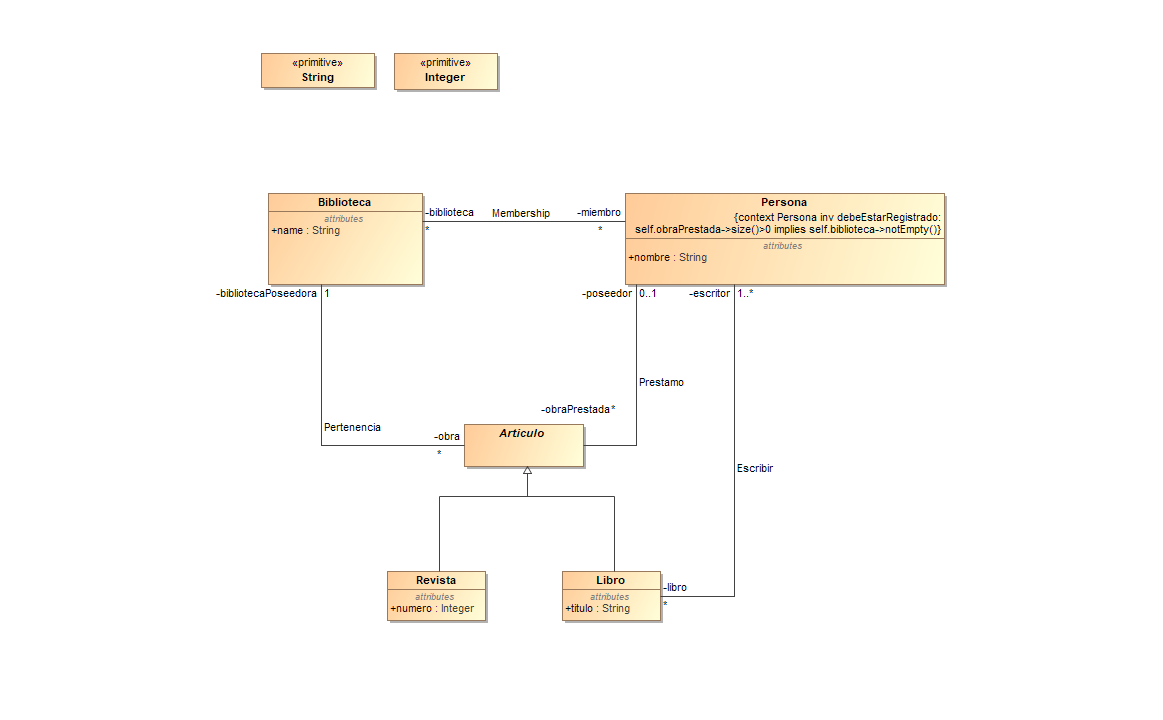 «primitive»
String
«primitive»
Integer
Biblioteca
attributes
+name : String
-biblioteca
*
Membership
-miembro
*
Persona
{context Persona inv debeEstarRegistrado:
self.obraPrestada->size()>0 implies self.biblioteca->notEmpty()}
attributes
+nombre : String
-bibliotecaPoseedora 1
-poseedor 0..1
-escritor 1..*
Prestamo
-obraPrestada*
Pertenencia
-obra
*
Articulo
Escribir
Revista
attributes
+numero : Integer
Libro
attributes
+titulo : String
-libro
*